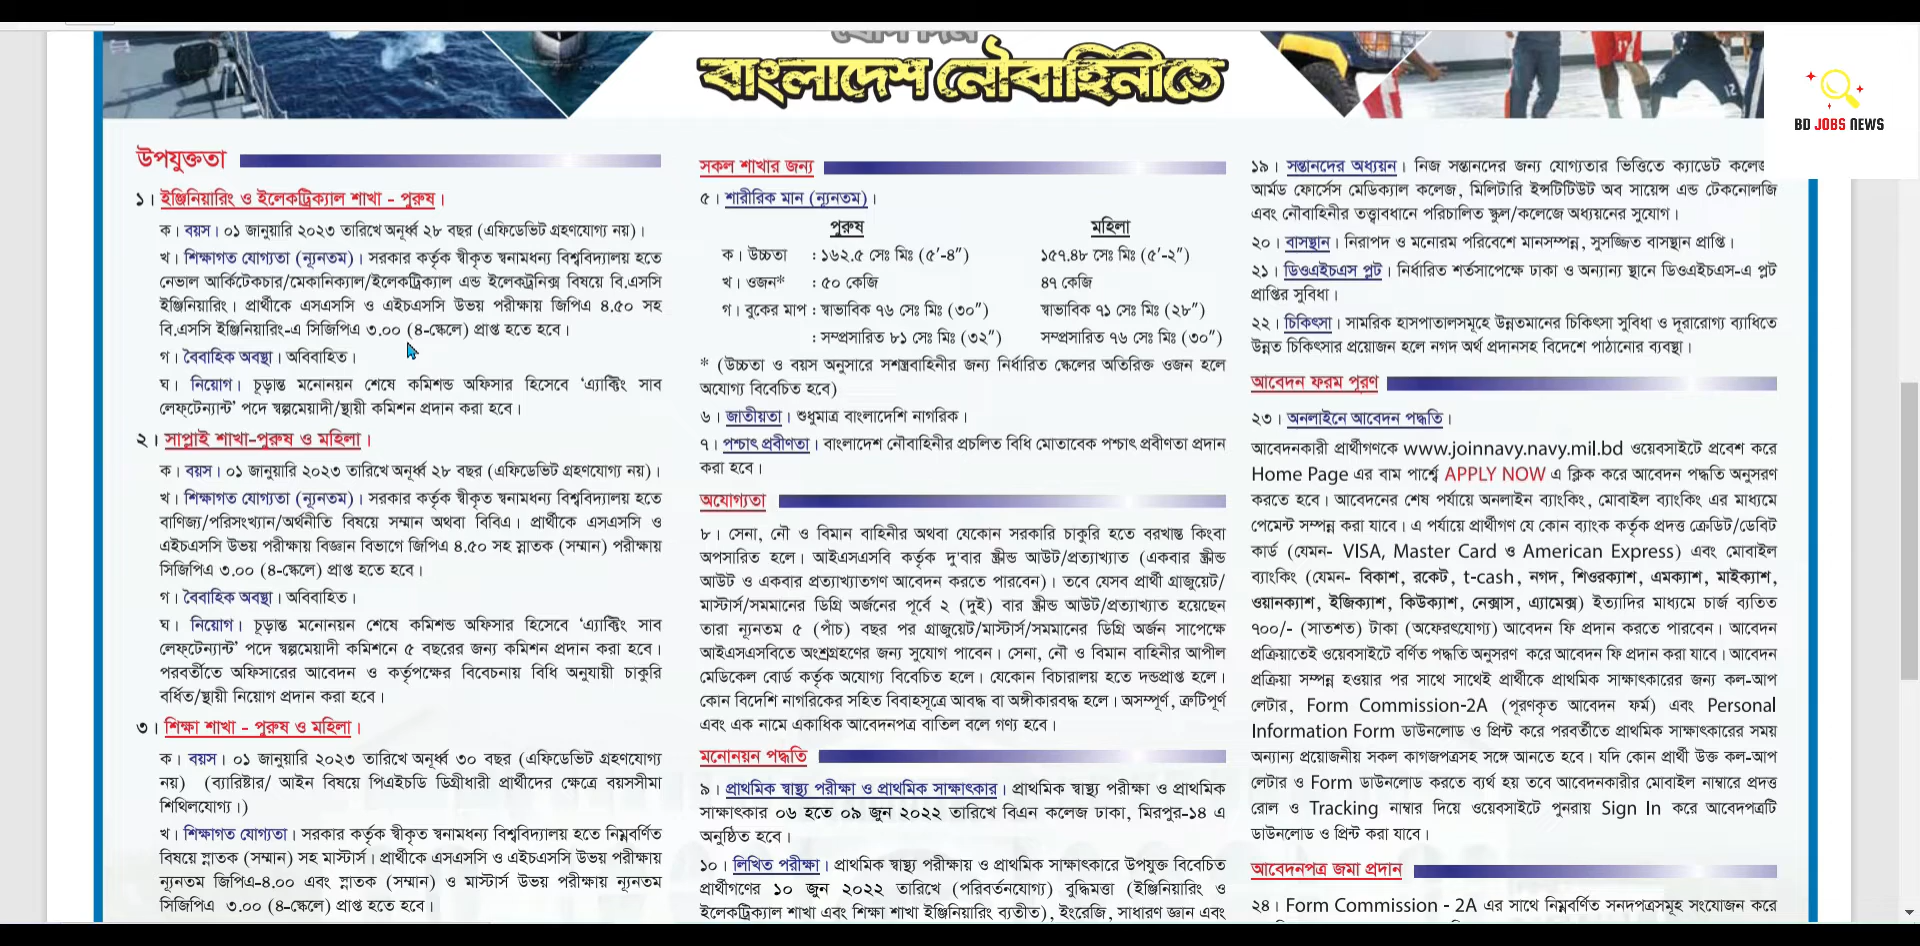 বাংলাদেশ নৌবাহিনীতে
BD JOBS NEWS
উপযুক্ততা
১। ইঞ্জিনিয়ারিং ও ইলেকট্রিক্যাল শাখা - পুরুষ।
ক। বয়স। ০১ জানুয়ারি ২০২৩ তারিখে অনূর্ধ্ব ২৮ বছর (এফিডেভিট গ্রহণযোগ্য নয়)।
খ। শিক্ষাগত যোগ্যতা (ন্যূনতম)। সরকার কর্তৃক স্বীকৃত স্বনামধন্য বিশ্ববিদ্যালয় হতে
নেভাল আর্কিটেকচার/মেকানিক্যাল/ইলেকট্রিক্যাল এন্ড ইলেকট্রনিক্স বিষয়ে বি.এসসি
ইঞ্জিনিয়ারিং। প্রার্থীকে এসএসসি ও এইচএসসি উভয় পরীক্ষায় জিপিএ ৪.৫০ সহ
বি.এসসি ইঞ্জিনিয়ারিং-এ সিজিপিএ ৩.০০ (৪-স্কেলে) প্রাপ্ত হতে হবে।
গ। বৈবাহিক অবস্থা। অবিবাহিত।
ঘ। নিয়োগ। চূড়ান্ত মনোনয়ন শেষে কমিশন্ড অফিসার হিসেবে ‘এ্যাক্টিং সাব
লেফ্‌টেন্যান্ট’ পদে স্বল্পমেয়াদী/স্থায়ী কমিশন প্রদান করা হবে।
২। সাপ্লাই শাখা-পুরুষ ও মহিলা।
ক। বয়স। ০১ জানুয়ারি ২০২৩ তারিখে অনূর্ধ্ব ২৮ বছর (এফিডেভিট গ্রহণযোগ্য নয়)।
খ। শিক্ষাগত যোগ্যতা (ন্যূনতম)। সরকার কর্তৃক স্বীকৃত স্বনামধন্য বিশ্ববিদ্যালয় হতে
বাণিজ্য/পরিসংখ্যান/অর্থনীতি বিষয়ে সম্মান অথবা বিবিএ। প্রার্থীকে এসএসসি ও
এইচএসসি উভয় পরীক্ষায় বিজ্ঞান বিভাগে জিপিএ ৪.৫০ সহ স্নাতক (সম্মান) পরীক্ষায়
সিজিপিএ ৩.০০ (৪-স্কেলে) প্রাপ্ত হতে হবে।
গ। বৈবাহিক অবস্থা। অবিবাহিত।
ঘ। নিয়োগ। চূড়ান্ত মনোনয়ন শেষে কমিশন্ড অফিসার হিসেবে ‘এ্যাক্টিং সাব
লেফ্‌টেন্যান্ট’ পদে স্বল্পমেয়াদী কমিশনে ৫ বছরের জন্য কমিশন প্রদান করা হবে।
পরবর্তীতে অফিসারের আবেদন ও কর্তৃপক্ষের বিবেচনায় বিধি অনুযায়ী চাকুরি
বর্ধিত/স্থায়ী নিয়োগ প্রদান করা হবে।
৩। শিক্ষা শাখা - পুরুষ ও মহিলা।
ক। বয়স। ০১ জানুয়ারি ২০২৩ তারিখে অনূর্ধ্ব ৩০ বছর (এফিডেভিট গ্রহণযোগ্য
নয়) (ব্যারিষ্টার/ আইন বিষয়ে পিএইচডি ডিগ্রীধারী প্রার্থীদের ক্ষেত্রে বয়সসীমা
শিথিলযোগ্য।)
খ। শিক্ষাগত যোগ্যতা। সরকার কর্তৃক স্বীকৃত স্বনামধন্য বিশ্ববিদ্যালয় হতে নিম্নবর্ণিত
বিষয়ে স্নাতক (সম্মান) সহ মাস্টার্স। প্রার্থীকে এসএসসি ও এইচএসসি উভয় পরীক্ষায়
ন্যূনতম জিপিএ-৪.০০ এবং স্নাতক (সম্মান) ও মাস্টার্স উভয় পরীক্ষায় ন্যূনতম
সিজিপিএ ৩.০০ (৪-স্কেলে) প্রাপ্ত হতে হবে।
সকল শাখার জন্য
৫। শারীরিক মান (ন্যূনতম)।
পুরুষ মহিলা
ক। উচ্চতা : ১৬২.৫ সেঃ মিঃ (৫′-৪″) ১৫৭.৪৮ সেঃ মিঃ (৫′-২″)
খ। ওজন* : ৫০ কেজি ৪৭ কেজি
গ। বুকের মাপ : স্বাভাবিক ৭৬ সেঃ মিঃ (৩০″) স্বাভাবিক ৭১ সেঃ মিঃ (২৮″)
: সম্প্রসারিত ৮১ সেঃ মিঃ (৩২″) সম্প্রসারিত ৭৬ সেঃ মিঃ (৩০″)
* (উচ্চতা ও বয়স অনুসারে সশস্ত্রবাহিনীর জন্য নির্ধারিত স্কেলের অতিরিক্ত ওজন হলে
অযোগ্য বিবেচিত হবে)
৬। জাতীয়তা। শুধুমাত্র বাংলাদেশি নাগরিক।
৭। পশ্চাৎ প্রবীণতা। বাংলাদেশ নৌবাহিনীর প্রচলিত বিধি মোতাবেক পশ্চাৎ প্রবীণতা প্রদান
করা হবে।
অযোগ্যতা
৮। সেনা, নৌ ও বিমান বাহিনীর অথবা যেকোন সরকারি চাকুরি হতে বরখাস্ত কিংবা
অপসারিত হলে। আইএসএসবি কর্তৃক দু'বার স্ক্রীন্ড আউট/প্রত্যাখ্যাত (একবার স্ক্রীন্ড
আউট ও একবার প্রত্যাখ্যাতগণ আবেদন করতে পারবেন)। তবে যেসব প্রার্থী গ্রাজুয়েট/
মাস্টার্স/সমমানের ডিগ্রি অর্জনের পূর্বে ২ (দুই) বার স্ক্রীন্ড আউট/প্রত্যাখ্যাত হয়েছেন
তারা ন্যূনতম ৫ (পাঁচ) বছর পর গ্রাজুয়েট/মাস্টার্স/সমমানের ডিগ্রি অর্জন সাপেক্ষে
আইএসএসবিতে অংশগ্রহণের জন্য সুযোগ পাবেন। সেনা, নৌ ও বিমান বাহিনীর আপীল
মেডিকেল বোর্ড কর্তৃক অযোগ্য বিবেচিত হলে। যেকোন বিচারালয় হতে দন্ডপ্রাপ্ত হলে।
কোন বিদেশি নাগরিকের সহিত বিবাহসূত্রে আবদ্ধ বা অঙ্গীকারবদ্ধ হলে। অসম্পূর্ণ, ত্রুটিপূর্ণ
এবং এক নামে একাধিক আবেদনপত্র বাতিল বলে গণ্য হবে।
মনোনয়ন পদ্ধতি
৯। প্রাথমিক স্বাস্থ্য পরীক্ষা ও প্রাথমিক সাক্ষাৎকার। প্রাথমিক স্বাস্থ্য পরীক্ষা ও প্রাথমিক
সাক্ষাৎকার ০৬ হতে ০৯ জুন ২০২২ তারিখে বিএন কলেজ ঢাকা, মিরপুর-১৪ এ
অনুষ্ঠিত হবে।
১০। লিখিত পরীক্ষা। প্রাথমিক স্বাস্থ্য পরীক্ষায় ও প্রাথমিক সাক্ষাৎকারে উপযুক্ত বিবেচিত
প্রার্থীগণের ১০ জুন ২০২২ তারিখে (পরিবর্তনযোগ্য) বুদ্ধিমত্তা (ইঞ্জিনিয়ারিং ও
ইলেকট্রিক্যাল শাখা এবং শিক্ষা শাখা ইঞ্জিনিয়ারিং ব্যতীত), ইংরেজি, সাধারণ জ্ঞান এবং
১৯। সন্তানদের অধ্যয়ন। নিজ সন্তানদের জন্য যোগ্যতার ভিত্তিতে ক্যাডেট কলেজ
আর্মড ফোর্সেস মেডিক্যাল কলেজ, মিলিটারি ইন্সটিটিউট অব সায়েন্স এন্ড টেকনোলজি
এবং নৌবাহিনীর তত্ত্বাবধানে পরিচালিত স্কুল/কলেজে অধ্যয়নের সুযোগ।
২০। বাসস্থান। নিরাপদ ও মনোরম পরিবেশে মানসম্পন্ন, সুসজ্জিত বাসস্থান প্রাপ্তি।
২১। ডিওএইচএস প্লট। নির্ধারিত শর্তসাপেক্ষে ঢাকা ও অন্যান্য স্থানে ডিওএইচএস-এ প্লট
প্রাপ্তির সুবিধা।
২২। চিকিৎসা। সামরিক হাসপাতালসমূহে উন্নতমানের চিকিৎসা সুবিধা ও দূরারোগ্য ব্যাধিতে
উন্নত চিকিৎসার প্রয়োজন হলে নগদ অর্থ প্রদানসহ বিদেশে পাঠানোর ব্যবস্থা।
আবেদন ফরম পূরণ
২৩। অনলাইনে আবেদন পদ্ধতি।
আবেদনকারী প্রার্থীগণকে www.joinnavy.navy.mil.bd ওয়েবসাইটে প্রবেশ করে
Home Page এর বাম পার্শ্বে APPLY NOW এ ক্লিক করে আবেদন পদ্ধতি অনুসরণ
করতে হবে। আবেদনের শেষ পর্যায়ে অনলাইন ব্যাংকিং, মোবাইল ব্যাংকিং এর মাধ্যমে
পেমেন্ট সম্পন্ন করা যাবে। এ পর্যায়ে প্রার্থীগণ যে কোন ব্যাংক কর্তৃক প্রদত্ত ক্রেডিট/ডেবিট
কার্ড (যেমন- VISA, Master Card ও American Express) এবং মোবাইল
ব্যাংকিং (যেমন- বিকাশ, রকেট, t-cash, নগদ, শিওরক্যাশ, এমক্যাশ, মাইক্যাশ,
ওয়ানক্যাশ, ইজিক্যাশ, কিউক্যাশ, নেক্সাস, এ্যামেক্স) ইত্যাদির মাধ্যমে চার্জ ব্যতিত
৭০০/- (সাতশত) টাকা (অফেরৎযোগ্য) আবেদন ফি প্রদান করতে পারবেন। আবেদন
প্রক্রিয়াতেই ওয়েবসাইটে বর্ণিত পদ্ধতি অনুসরণ করে আবেদন ফি প্রদান করা যাবে। আবেদন
প্রক্রিয়া সম্পন্ন হওয়ার পর সাথে সাথেই প্রার্থীকে প্রাথমিক সাক্ষাৎকারের জন্য কল-আপ
লেটার, Form Commission-2A (পূরণকৃত আবেদন ফর্ম) এবং Personal
Information Form ডাউনলোড ও প্রিন্ট করে পরবর্তীতে প্রাথমিক সাক্ষাৎকারের সময়
অন্যান্য প্রয়োজনীয় সকল কাগজপত্রসহ সঙ্গে আনতে হবে। যদি কোন প্রার্থী উক্ত কল-আপ
লেটার ও Form ডাউনলোড করতে ব্যর্থ হয় তবে আবেদনকারীর মোবাইল নাম্বারে প্রদত্ত
রোল ও Tracking নাম্বার দিয়ে ওয়েবসাইটে পুনরায় Sign In করে আবেদপত্রটি
ডাউনলোড ও প্রিন্ট করা যাবে।
আবেদনপত্র জমা প্রদান
২৪। Form Commission - 2A এর সাথে নিম্নবর্ণিত সনদপত্রসমূহ সংযোজন করে